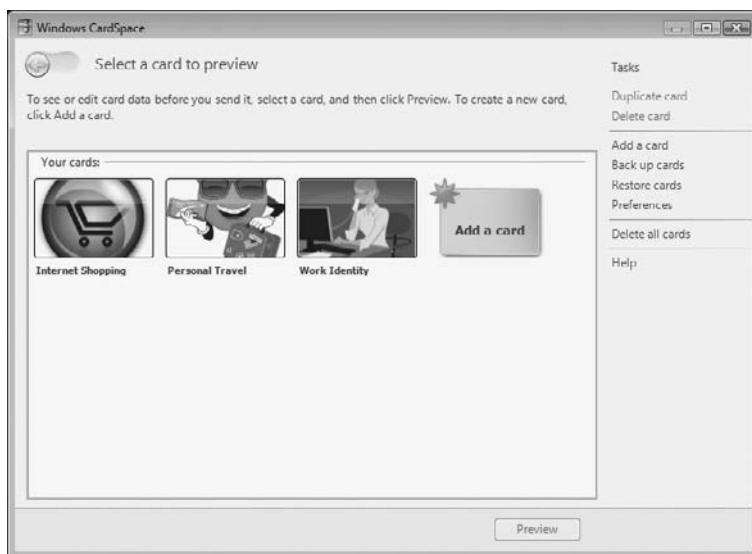 Windows CardSpace
Select a card to preview
To see or edit card data before you send it, select a card, and then click Preview. To create a new card,
click Add a card.
Your cards:
Internet Shopping
Personal Travel
Work Identity
Add a card
Tasks
Duplicate card
Delete card
Add a card
Back up cards
Restore cards
Preferences
Delete all cards
Help
Preview